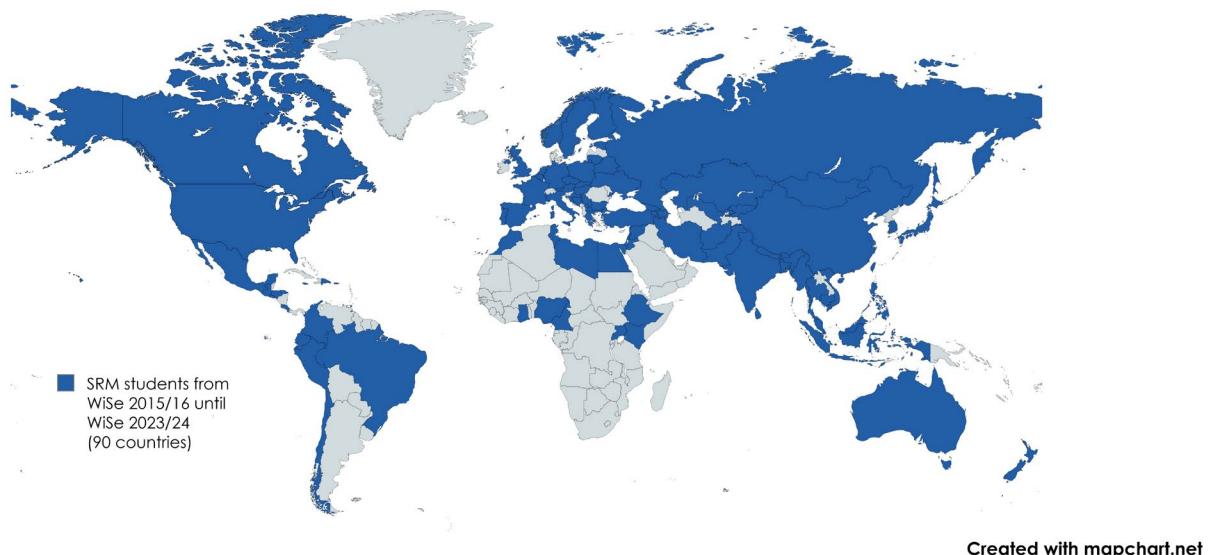 SRM students from
WiSe 2015/16 until
WiSe 2023/24
(90 countries)
Created with mapchart.net